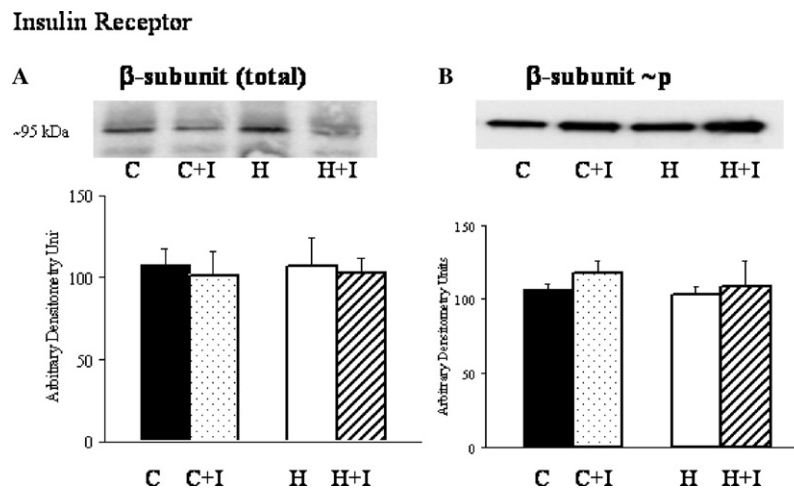 Insulin Receptor
A β-subunit (total)
~95 kDa
C C+I H H+I
150
100
50
0
Arbitrary Densitometry Uni
C C+I H H+I
B β-subunit ~p
C C+I H H+I
150
100
50
0
Arbitrary Densitometry Units
C C+I H H+I